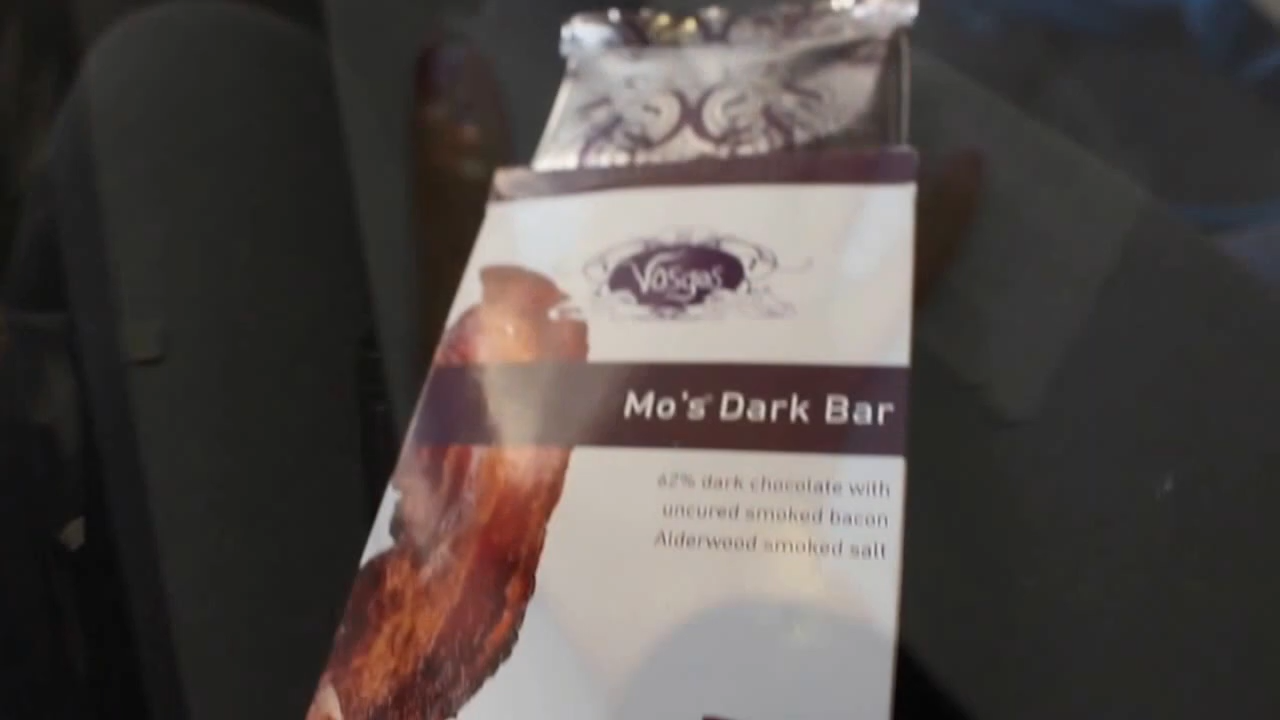 Vosges
Mo's Dark Bar
62% dark chocolate with
uncured smoked bacon
Alderwood smoked salt